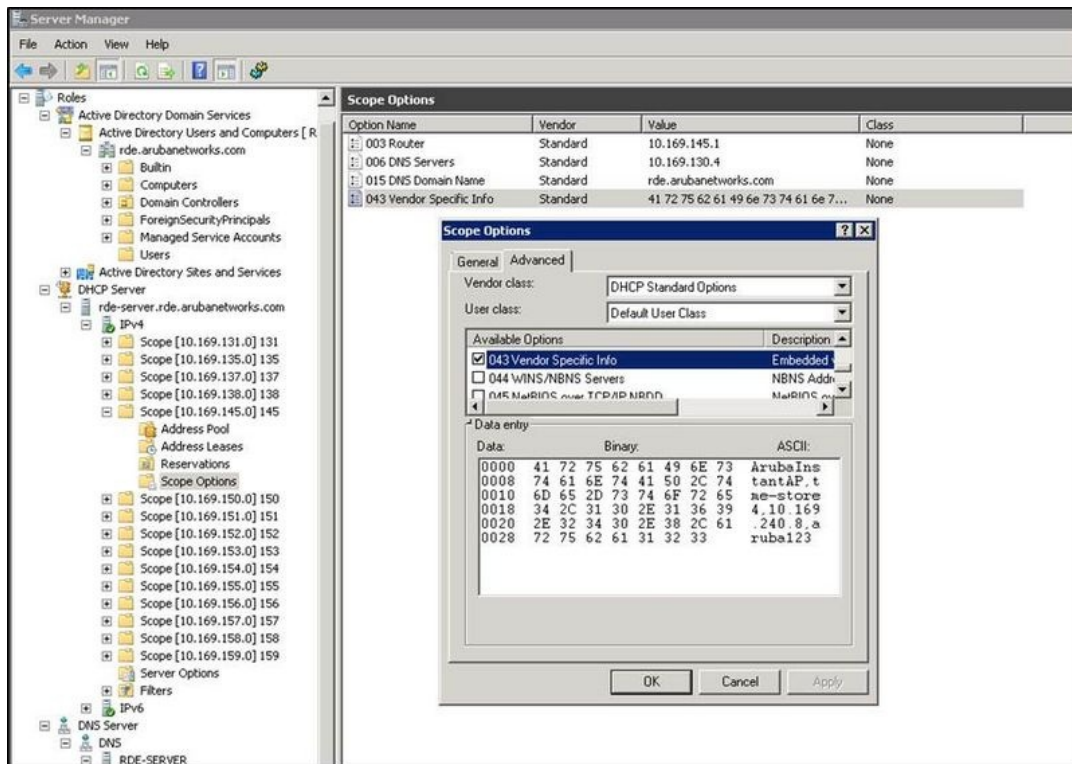 Server Manager
File Action View Help
Roles
Active Directory Domain Services
Active Directory Users and Computers [ R
rde.arubanetworks.com
Builtin
Computers
Domain Controllers
ForeignSecurityPrincipals
Managed Service Accounts
Users
Active Directory Sites and Services
DHCP Server
rde-server.rde.arubanetworks.com
IPv4
Scope [10.169.131.0] 131
Scope [10.169.135.0] 135
Scope [10.169.137.0] 137
Scope [10.169.138.0] 138
Scope [10.169.145.0] 145
Address Pool
Address Leases
Reservations
Scope Options
Scope [10.169.150.0] 150
Scope [10.169.151.0] 151
Scope [10.169.152.0] 152
Scope [10.169.153.0] 153
Scope [10.169.154.0] 154
Scope [10.169.155.0] 155
Scope [10.169.156.0] 156
Scope [10.169.157.0] 157
Scope [10.169.158.0] 158
Scope [10.169.159.0] 159
Server Options
Filters
IPv6
DNS Server
DNS
RDE-SERVER
Scope Options
Option Name Vendor Value Class
003 Router Standard 10.169.145.1 None
006 DNS Servers Standard 10.169.130.4 None
015 DNS Domain Name Standard rde.arubanetworks.com None
043 Vendor Specific Info Standard 41 72 75 62 61 49 6e 73 74 61 6e 7... None
Scope Options
General Advanced
Vendor class: DHCP Standard Options
User class: Default User Class
Available Options Description
043 Vendor Specific Info Embedded
044 WINS/NBNS Servers NBNS Addr
045 NetBIOS over TCP/IP NBDD NetBIOS ov
Data entry
Data: Binary: ASCII:
0000 41 72 75 62 61 49 6E 73 ArubaIns
0008 74 61 6E 74 41 50 2C 74 tantAP,t
0010 6D 65 2D 73 74 6F 72 65 me-store
0018 34 2C 31 30 2E 31 36 39 4,10.169
0020 2E 32 34 30 2E 38 2C 61 .240.8,a
0028 72 75 62 61 31 32 33 ruba123
OK Cancel Apply